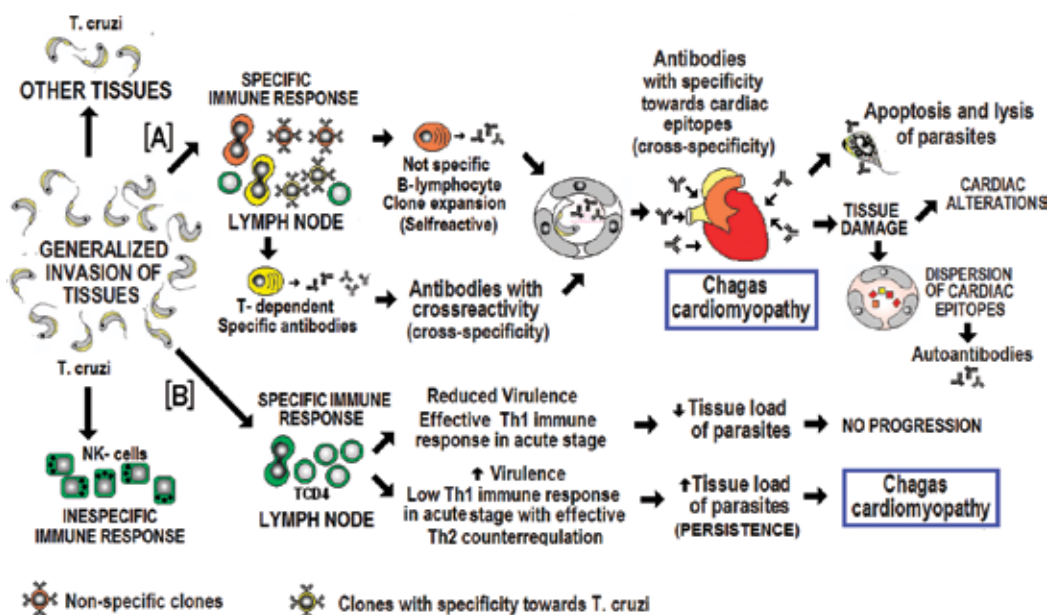 T. cruzi
OTHER TISSUES
[A]
GENERALIZED
INVASION OF
TISSUES
T. cruzi
[B]
NK- cells
INESPECIFIC
IMMUNE RESPONSE
SPECIFIC
IMMUNE RESPONSE
LYMPH NODE
T- dependent
Specific antibodies
Not specific
B-lymphocyte
Clone expansion
(Selfreactive)
Antibodies with
crossreactivity
(cross-specificity)
Antibodies
with specificity
towards cardiac
epitopes
(cross-specificity)
Chagas
cardiomyopathy
Apoptosis and lysis
of parasites
TISSUE
DAMAGE
CARDIAC
ALTERATIONS
DISPERSION
OF CARDIAC
EPITOPES
Autoantibodies
SPECIFIC IMMUNE
RESPONSE
TCD4
LYMPH NODE
Reduced Virulence
Effective Th1 immune
response in acute stage
Tissue load
of parasites
NO PROGRESSION
Virulence
Low Th1 immune response
in acute stage with effective
Th2 counterregulation
Tissue load
of parasites
(PERSISTENCE)
Chagas
cardiomyopathy
Non-specific clones
Clones with specificity towards T. cruzi